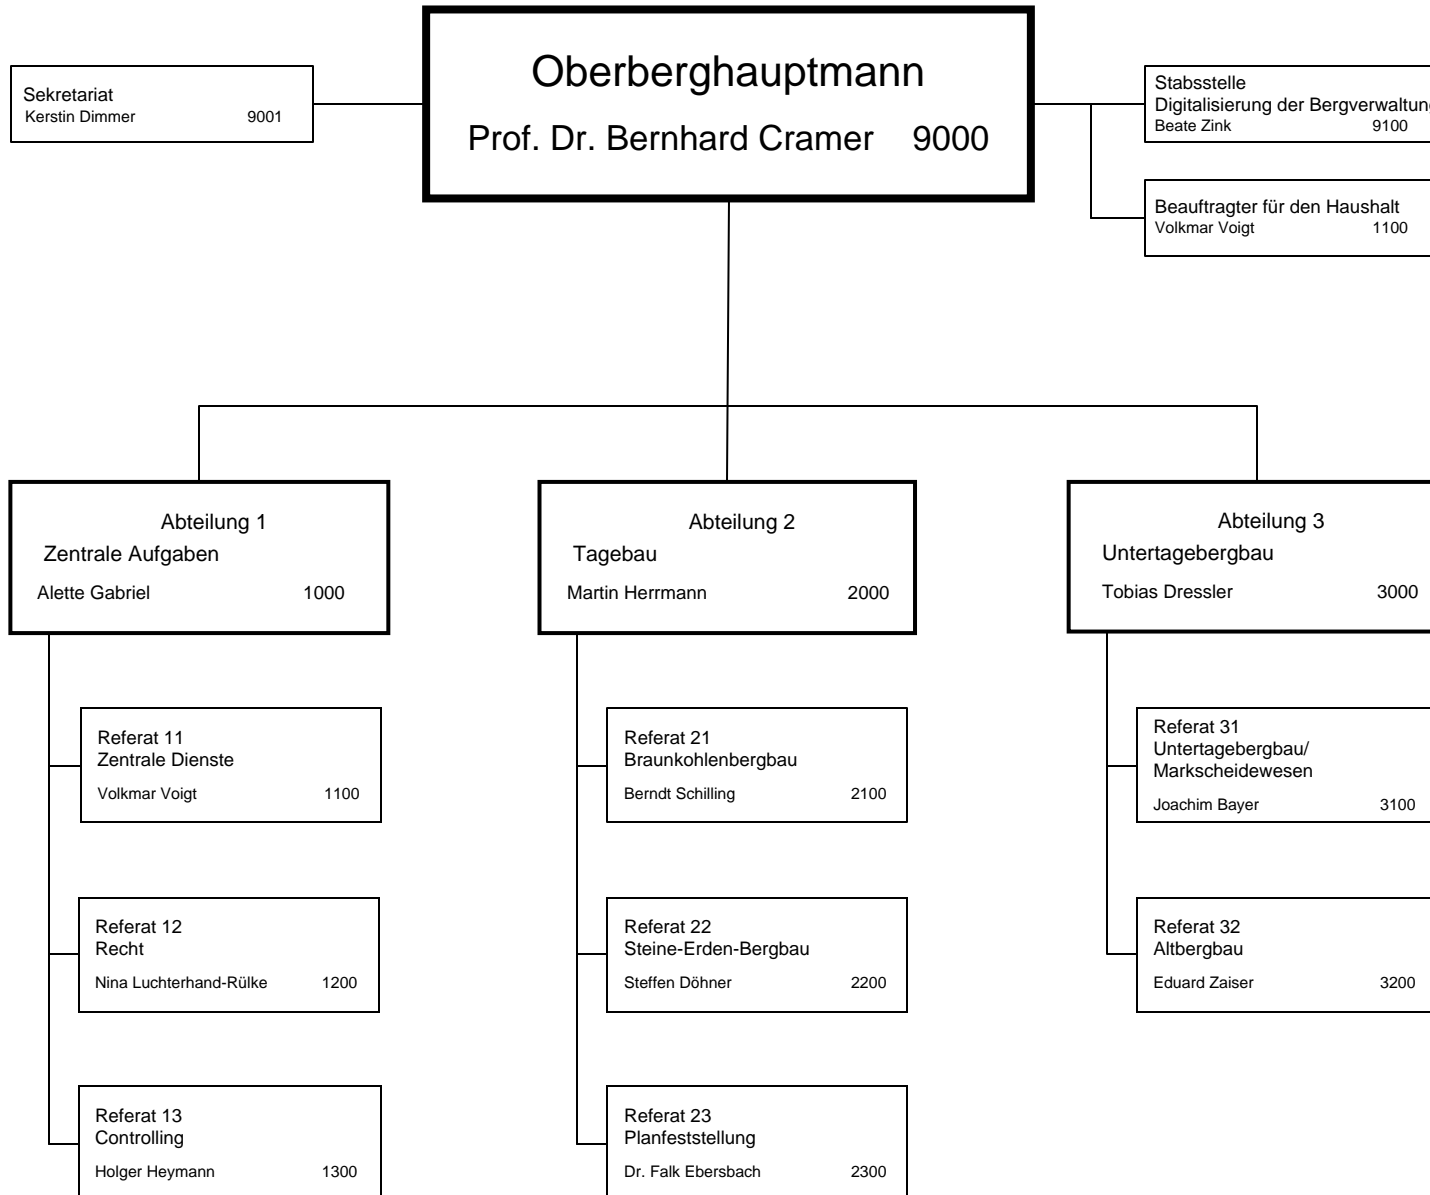 Oberberghauptmann
Prof. Dr. Bernhard Cramer 9000
Sekretariat
Kerstin Dimmer 9001
Stabsstelle
Digitalisierung der Bergverwaltung
Beate Zink 9100
Beauftragter für den Haushalt
Volkmar Voigt 1100
Abteilung 1
Zentrale Aufgaben
Alette Gabriel 1000
Referat 11
Zentrale Dienste
Volkmar Voigt 1100
Referat 12
Recht
Nina Luchterhand-Rülke 1200
Referat 13
Controlling
Holger Heymann 1300
Abteilung 2
Tagebau
Martin Herrmann 2000
Referat 21
Braunkohlenbergbau
Berndt Schilling 2100
Referat 22
Steine-Erden-Bergbau
Steffen Döhner 2200
Referat 23
Planfeststellung
Dr. Falk Ebersbach 2300
Abteilung 3
Untertagebergbau
Tobias Dressler 3000
Referat 31
Untertagebergbau/
Markscheidewesen
Joachim Bayer 3100
Referat 32
Altbergbau
Eduard Zaiser 3200